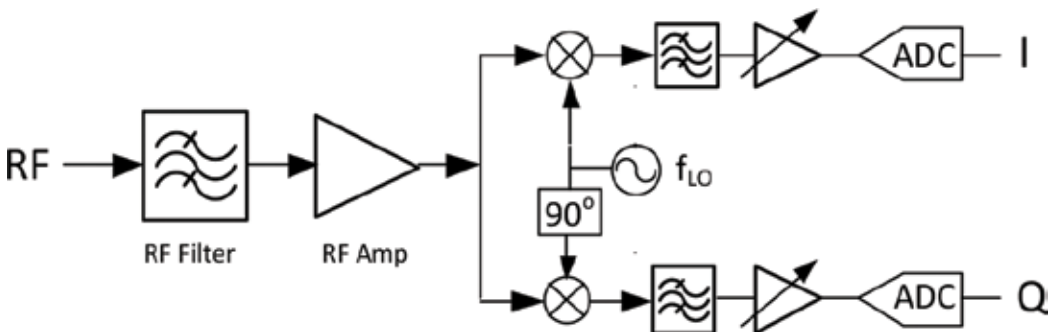 RF
RF Filter
RF Amp
f_LO
90°
ADC
I
ADC
Q